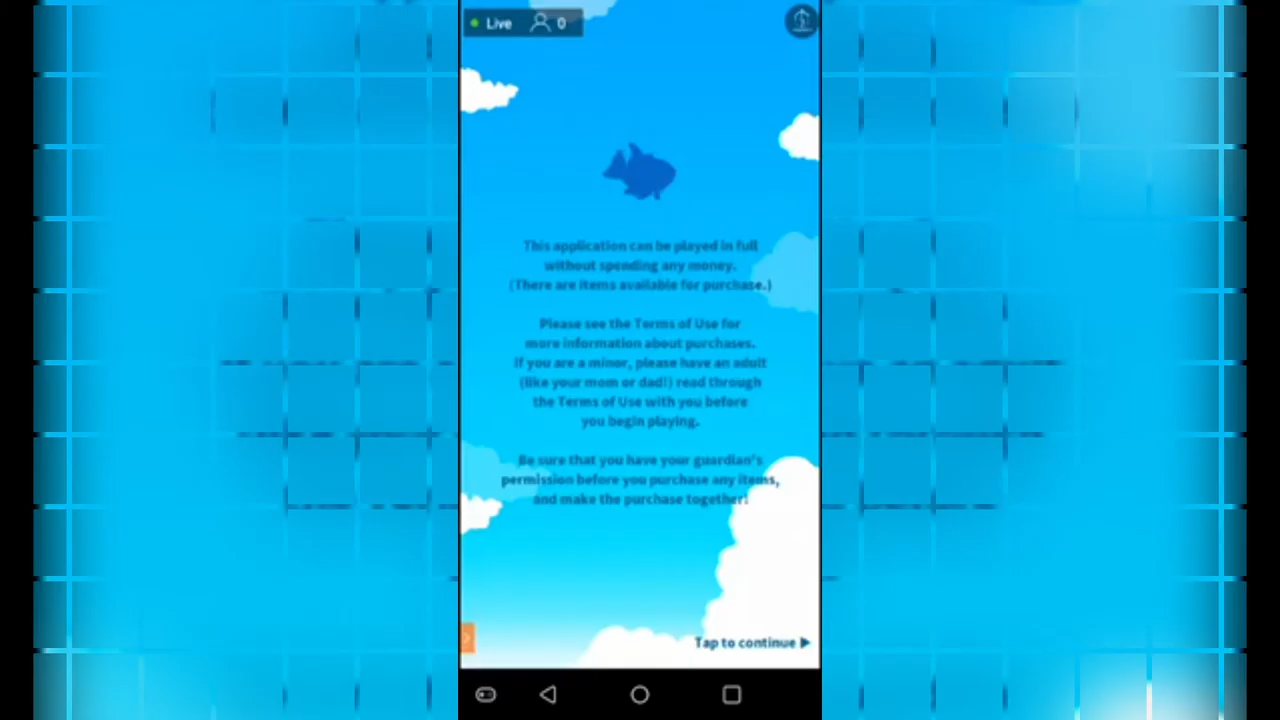 Live 0
This application can be played in full
without spending any money.
(There are items available for purchase.)
Please see the Terms of Use for
more information about purchases.
If you are a minor, please have an adult
(like your mom or dad!) read through
the Terms of Use with you before
you begin playing.
Be sure that you have your guardian's
permission before you purchase any items,
and make the purchase together!
Tap to continue